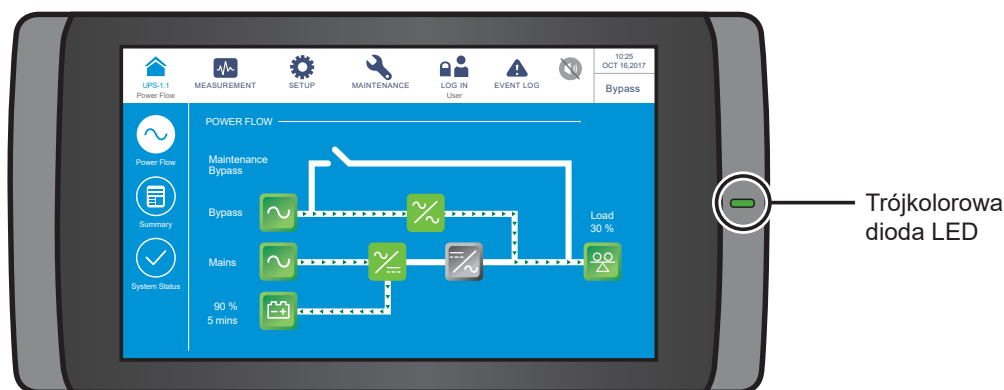 UPS-1.1
Power Flow
MEASUREMENT
SETUP
MAINTENANCE
LOG IN
User
EVENT LOG
10:25
OCT 16,2017
Bypass
Power Flow
Summary
System Status
POWER FLOW
Maintenance
Bypass
Bypass
Mains
90 %
5 mins
Load
30 %
Trójkolorowa
dioda LED